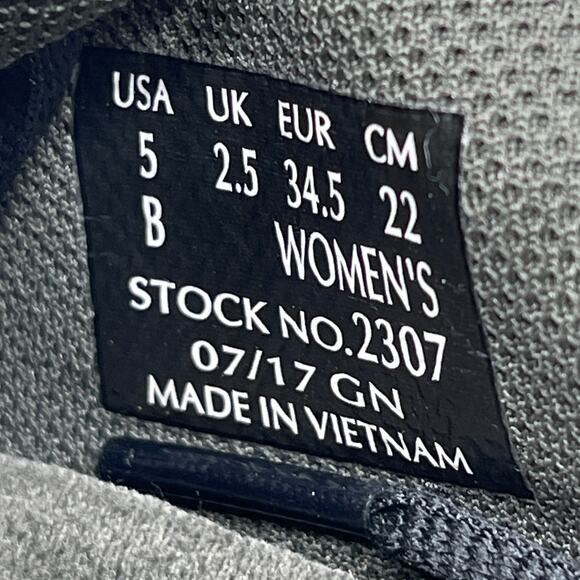 USA UK EUR CM
5 2.5 34.5 22
B WOMEN'S
STOCK NO.2307
07/17 GN
MADE IN VIETNAM